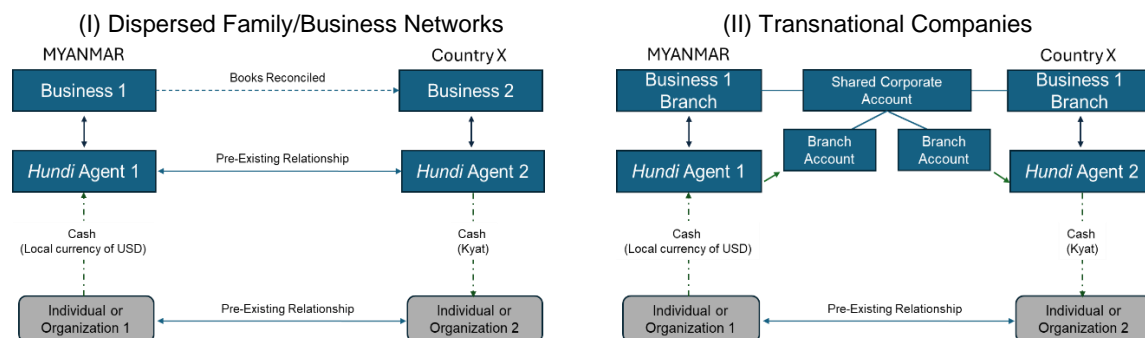 (I) Dispersed Family/Business Networks
MYANMAR
Country X
Books Reconciled
Business 1
Business 2
Pre-Existing Relationship
Hundi Agent 1
Hundi Agent 2
Cash
(Local currency of USD)
Cash
(Kyat)
Individual or
Organization 1
Pre-Existing Relationship
Individual or
Organization 2
(II) Transnational Companies
MYANMAR
Country X
Business 1
Branch
Shared Corporate
Account
Business 1
Branch
Branch
Account
Branch
Account
Hundi Agent 1
Hundi Agent 2
Cash
(Local currency of USD)
Cash
(Kyat)
Individual or
Organization 1
Pre-Existing Relationship
Individual or
Organization 2